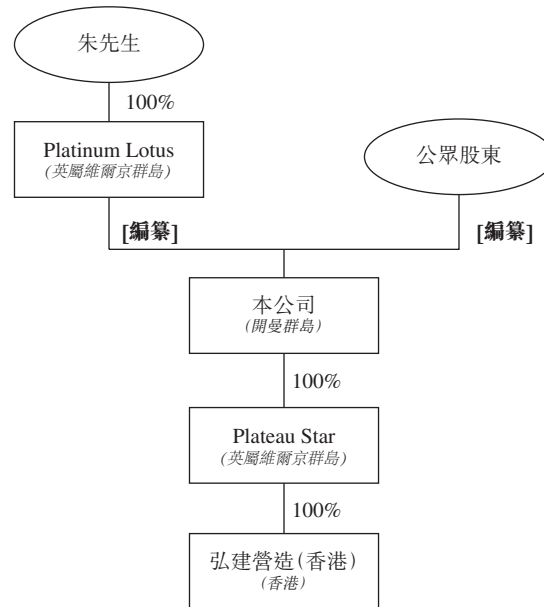 朱先生
100%
Platinum Lotus
(英屬維爾京群島)
公眾股東
[編纂]
[編纂]
本公司
(開曼群島)
100%
Plateau Star
(英屬維爾京群島)
100%
弘建營造(香港)
(香港)